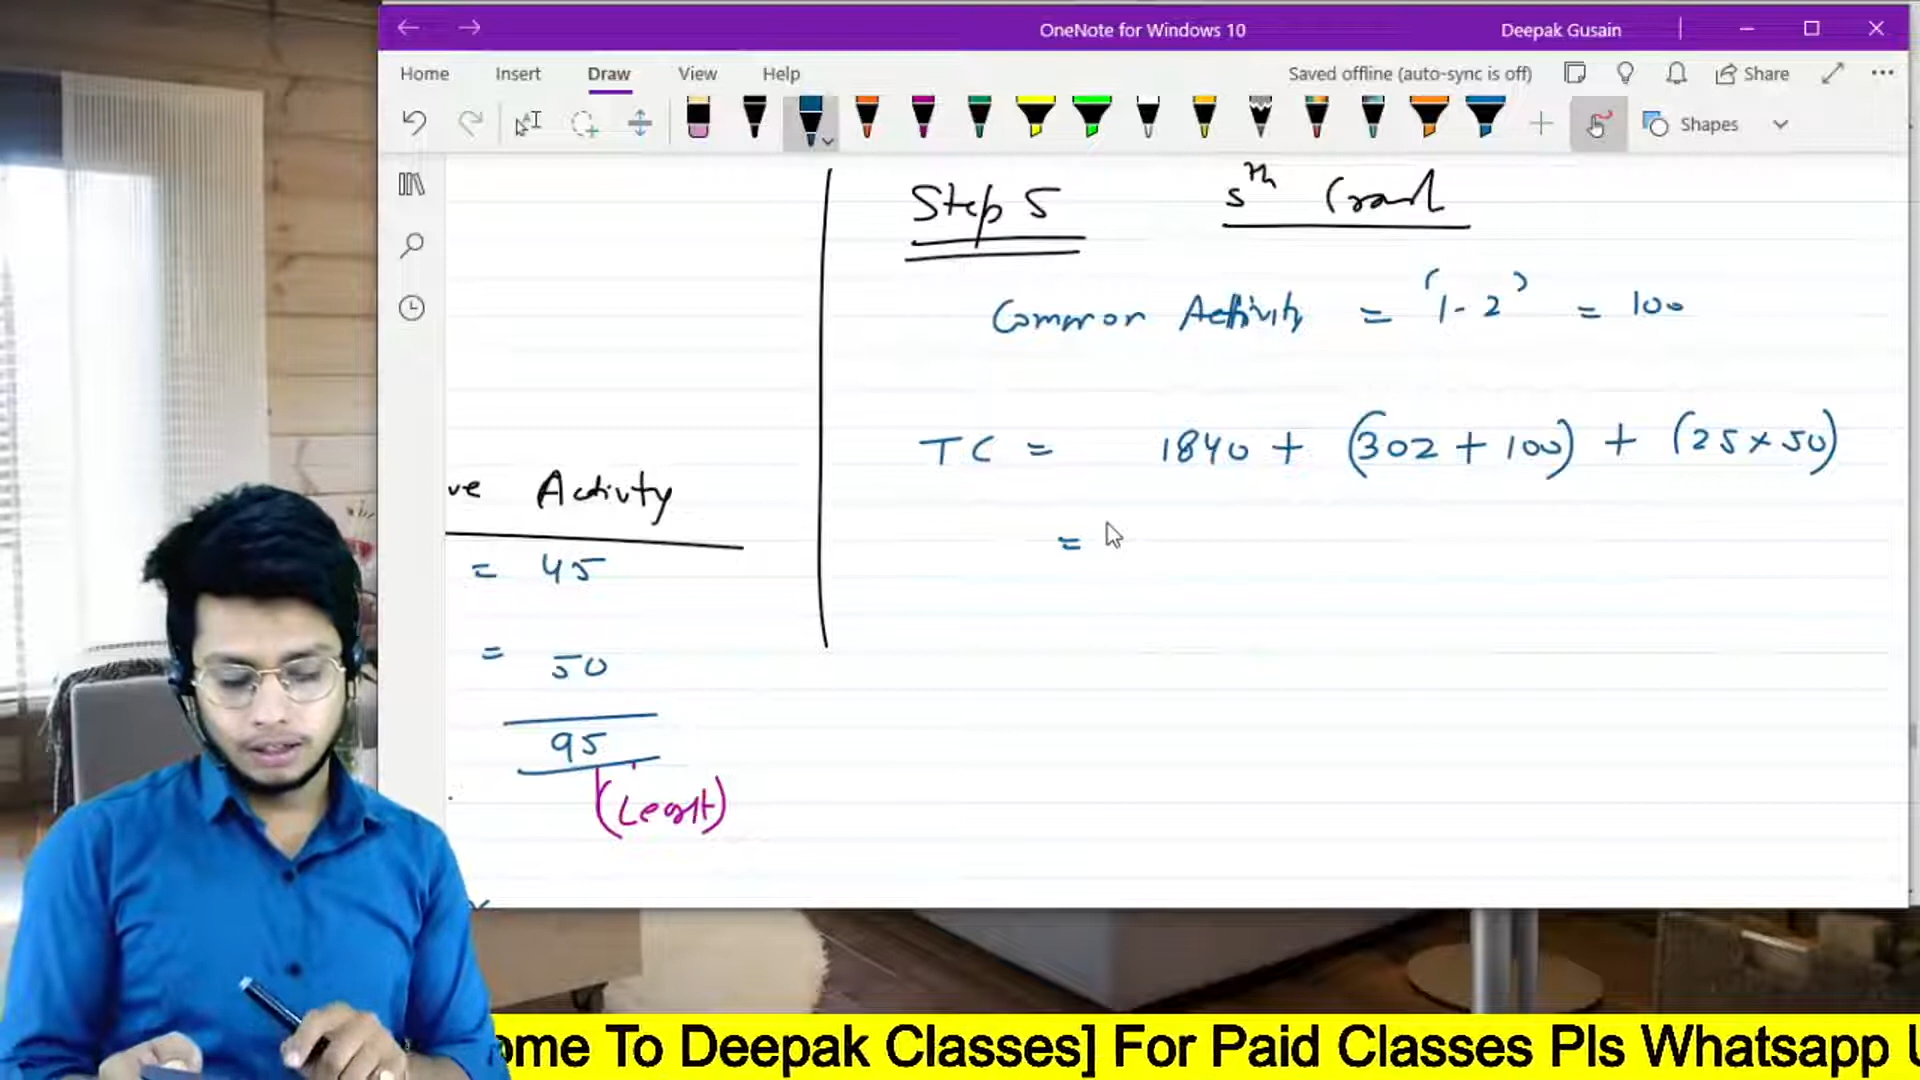 OneNote for Windows 10
Deepak Gusain
Home Insert Draw View Help
Saved offline (auto-sync is off)
Share
Shapes
Step 5 5th Crash
Common Activity = '1-2' = 100
TC = 1840 + (302 + 100) + (25 x 50)
=
ve Activty
= 45
= 50
95
(Least)
ome To Deepak Classes] For Paid Classes Pls Whatsapp U